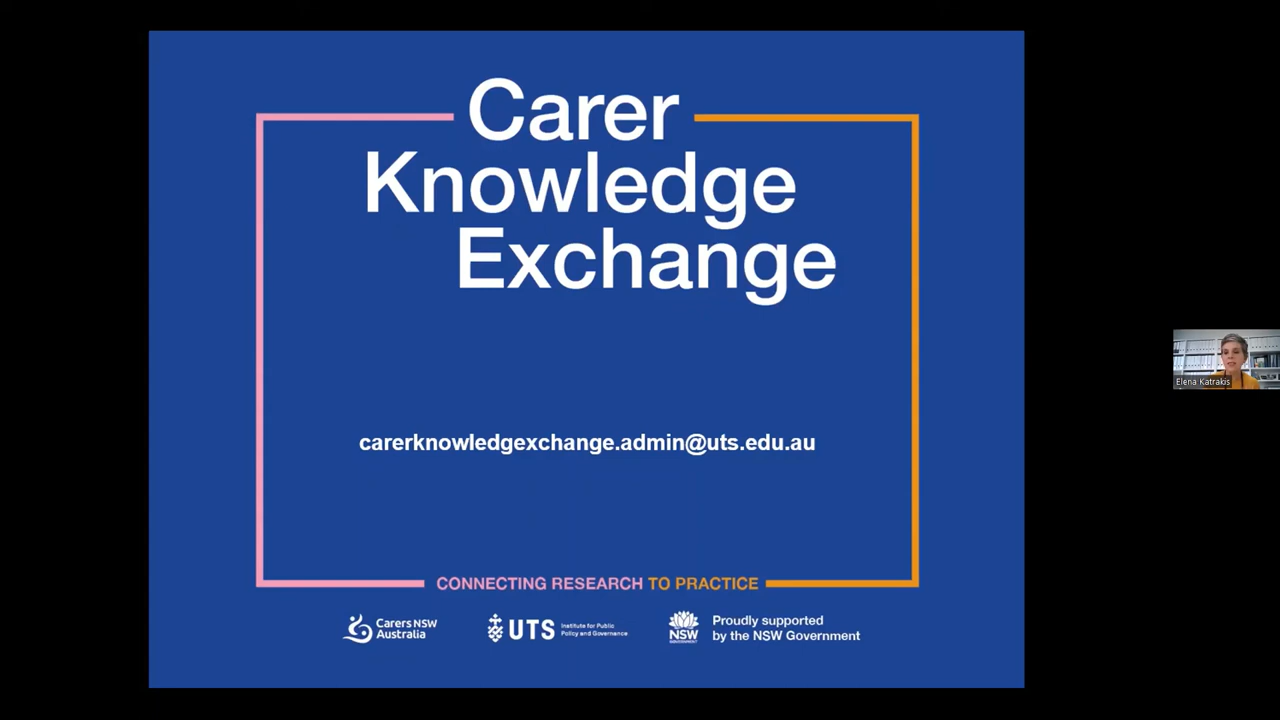 Carer
Knowledge
Exchange
carerknowledgexchange.admin@uts.edu.au
CONNECTING RESEARCH TO PRACTICE
Carers NSW
Australia
UTS
Institute for Public
Policy and Governance
NSW
GOVERNMENT
Proudly supported
by the NSW Government
Elena Katrakis